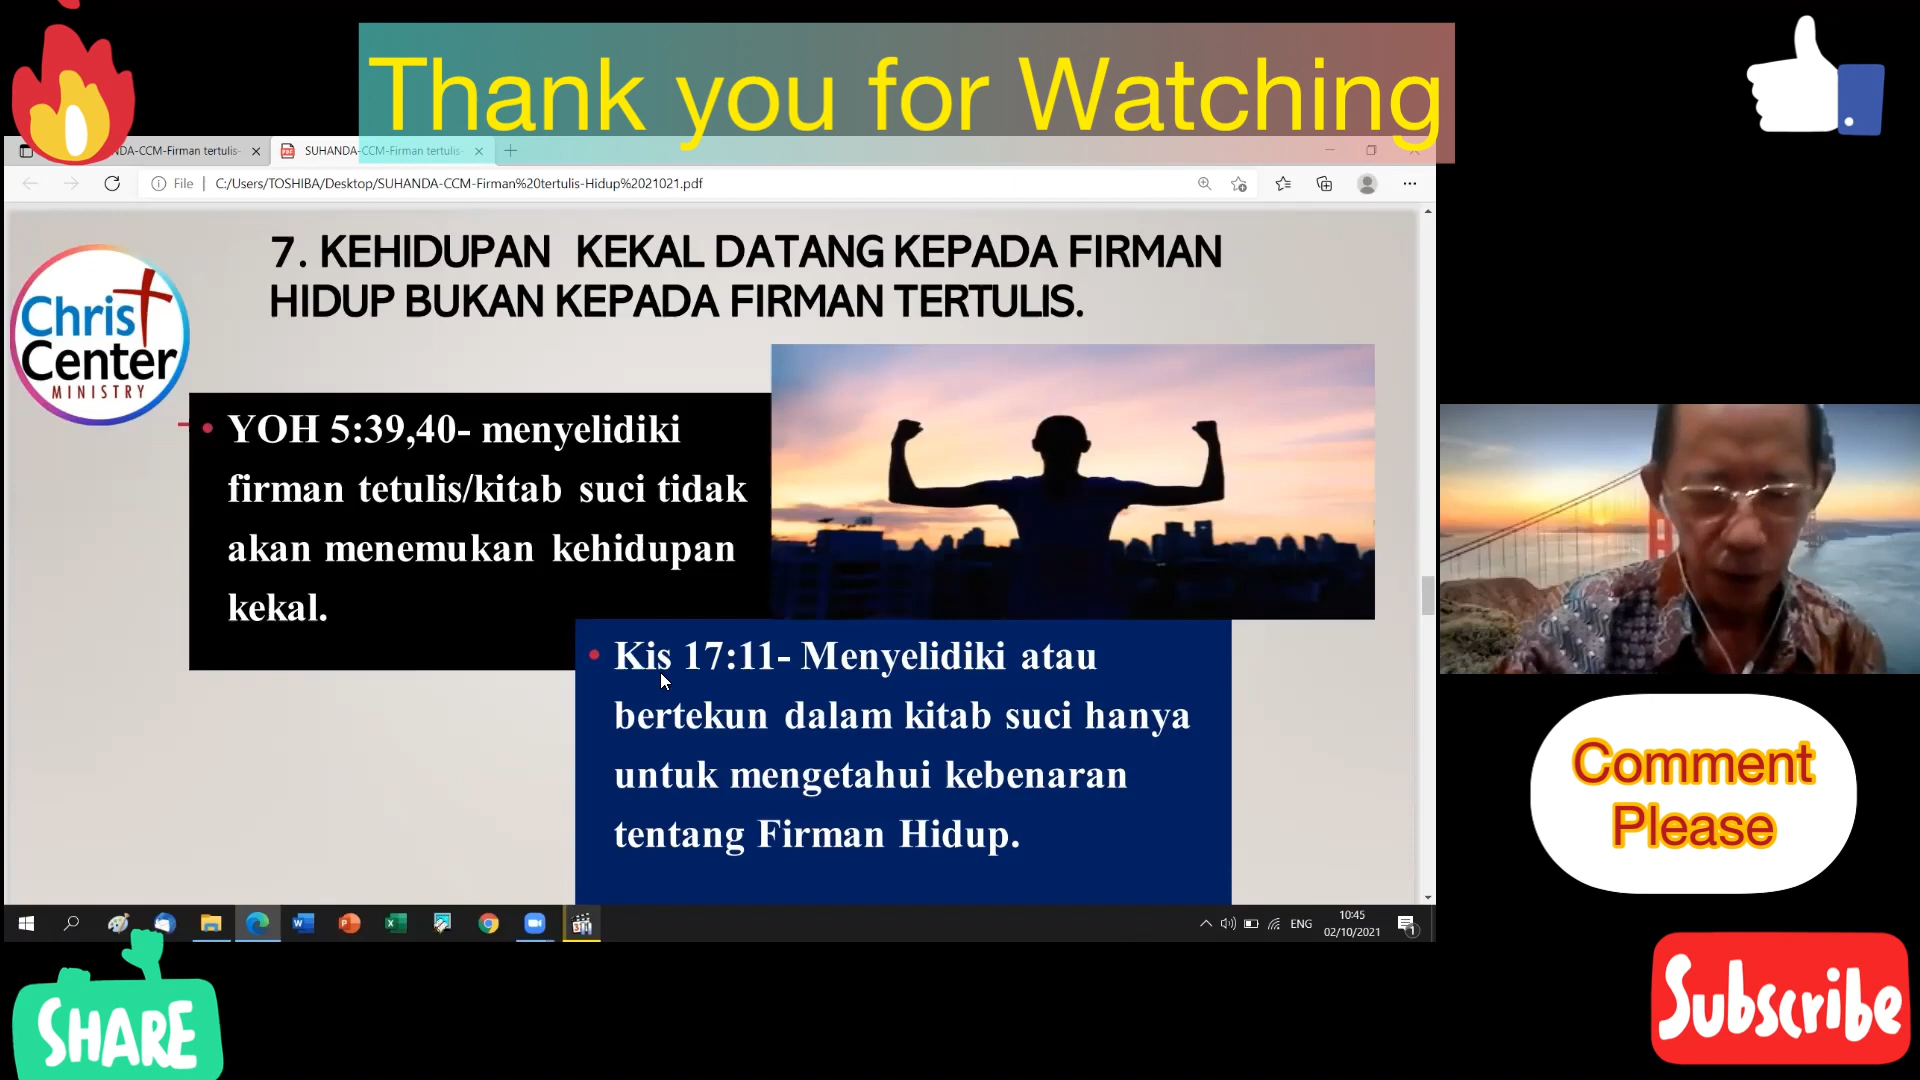 Thank you for Watching
NDA-CCM-Firman tertulis-
SUHANDA-CCM-Firman tertulis-
File
C:/Users/TOSHIBA/Desktop/SUHANDA-CCM-Firman%20tertulis-Hidup%2021021.pdf
7. KEHIDUPAN KEKAL DATANG KEPADA FIRMAN
HIDUP BUKAN KEPADA FIRMAN TERTULIS.
Christ
Center
MINISTRY
• YOH 5:39,40- menyelidiki
firman tetulis/kitab suci tidak
akan menemukan kehidupan
kekal.
• Kis 17:11- Menyelidiki atau
bertekun dalam kitab suci hanya
untuk mengetahui kebenaran
tentang Firman Hidup.
Comment
Please
ENG
10:45
02/10/2021
1
SHARE
Subscribe